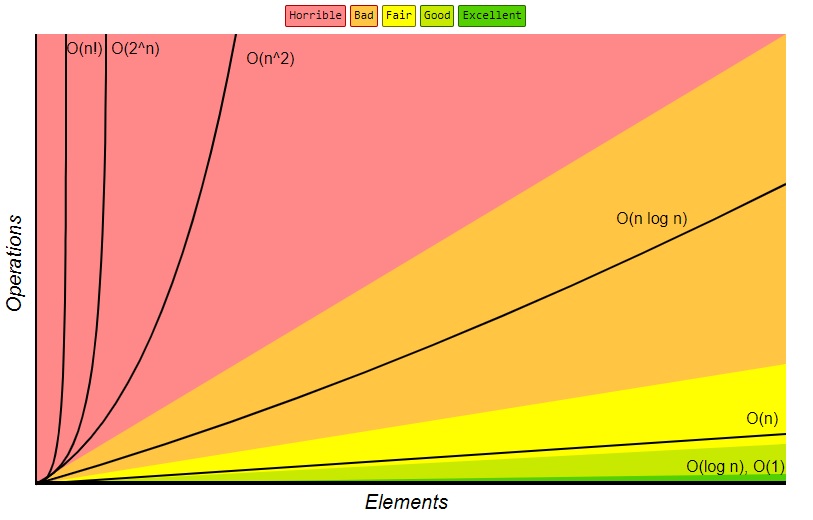 Horrible Bad Fair Good Excellent
O(n!) O(2^n)
O(n^2)
O(n log n)
O(n)
O(log n), O(1)
Operations
Elements